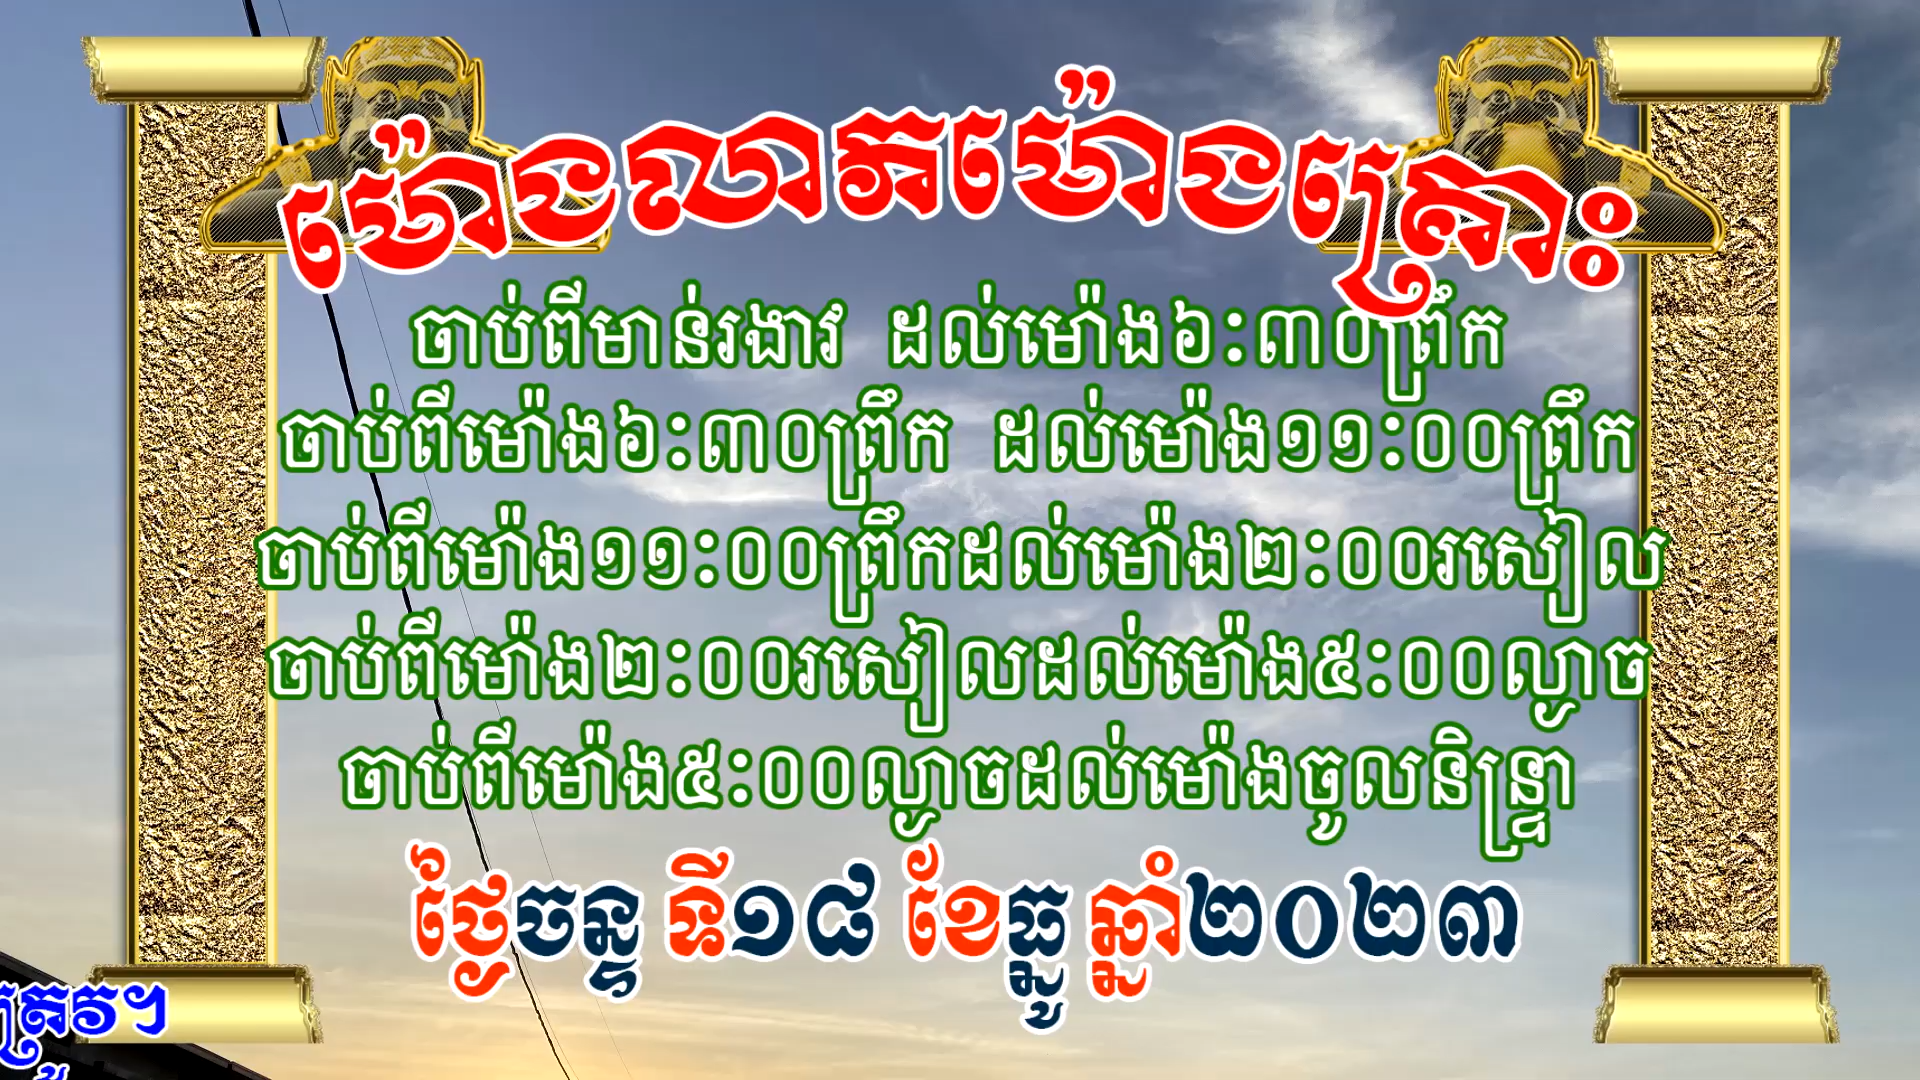 ម៉ោងលាភម៉ោងគ្រោះ
ចាប់ពីមាន់រងាវ ដល់ម៉ោង៦:៣០ព្រឹក
ចាប់ពីម៉ោង៦:៣០ព្រឹក ដល់ម៉ោង១១:០០ព្រឹក
ចាប់ពីម៉ោង១១:០០ព្រឹកដល់ម៉ោង២:០០រសៀល
ចាប់ពីម៉ោង២:០០រសៀលដល់ម៉ោង៥:០០ល្ងាច
ចាប់ពីម៉ោង៥:០០ល្ងាចដល់ម៉ោងចូលនិន្ទ្រា
ថ្ងៃចន្ទ ទី១៨ ខែធ្នូ ឆ្នាំ២០២៣
ត្រូវ។